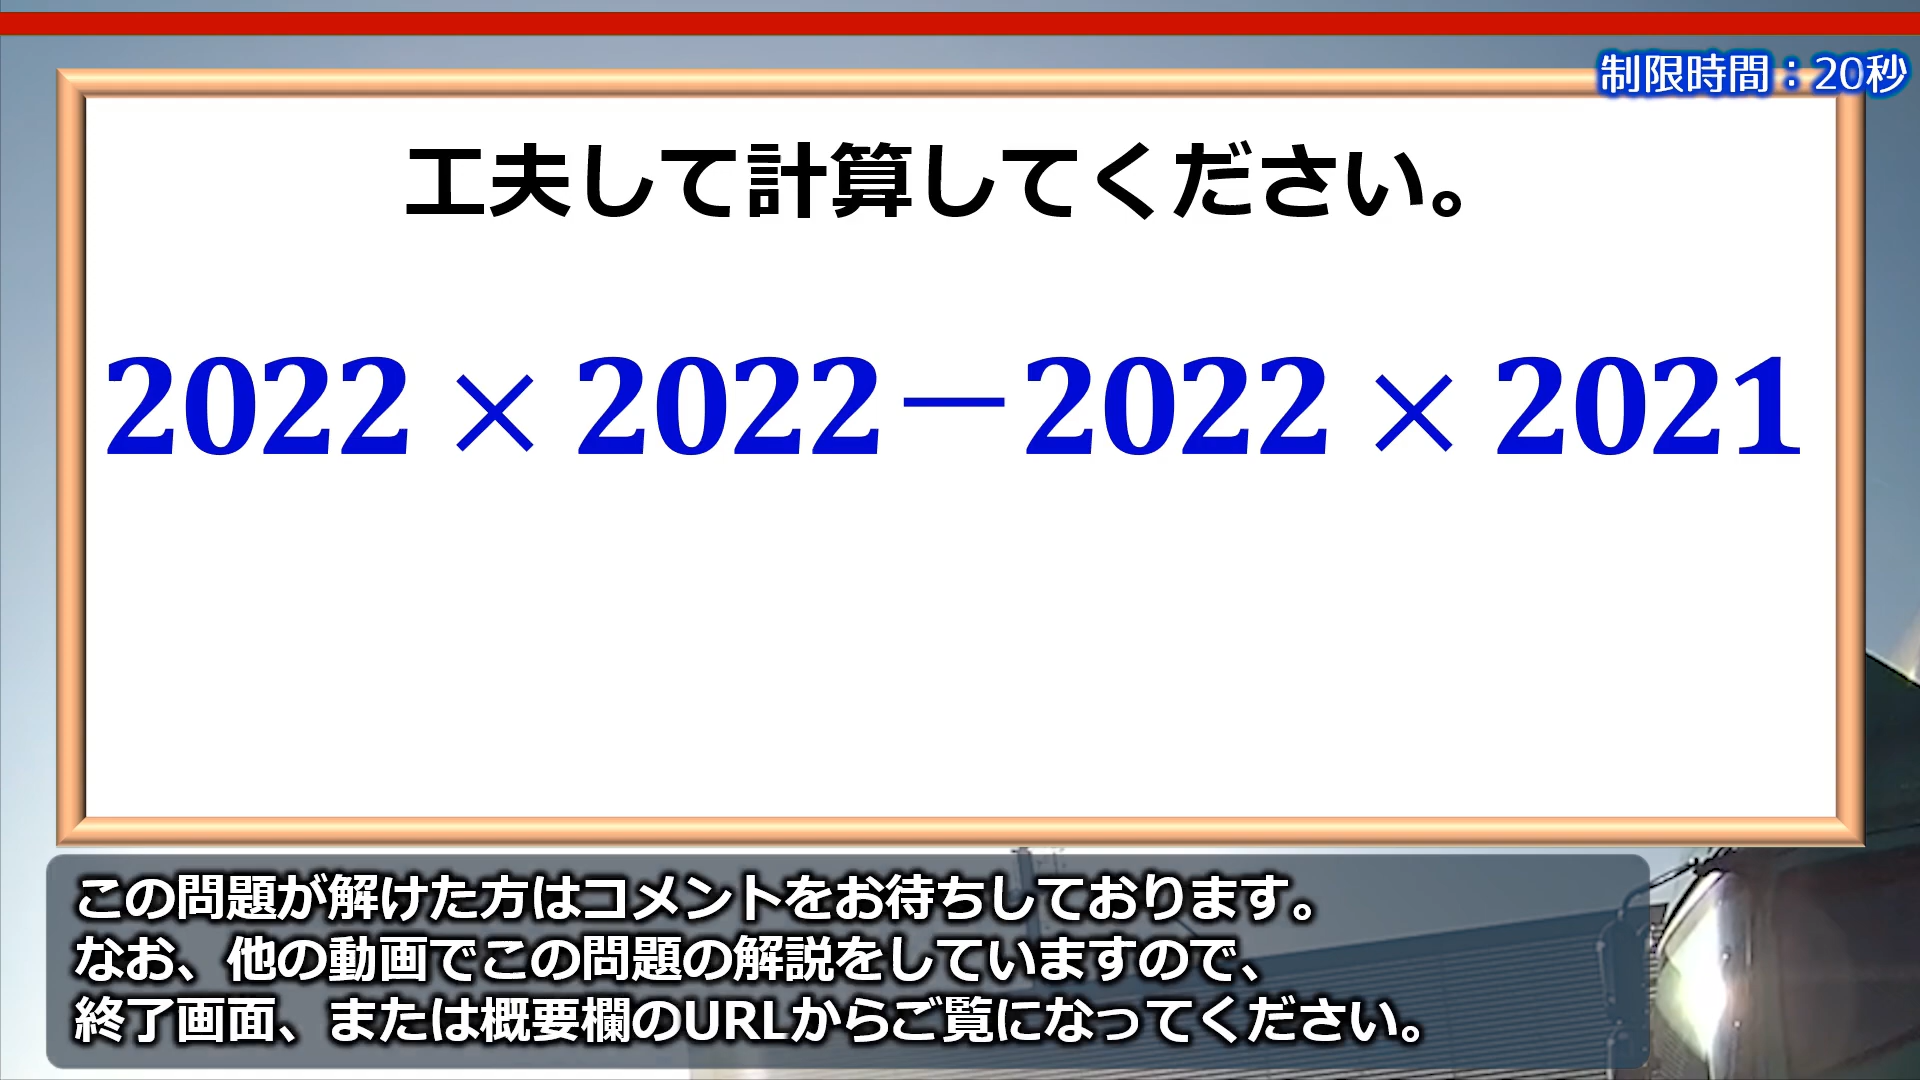 制限時間：20秒
工夫して計算してください。
2022 × 2022－2022 × 2021
この問題が解けた方はコメントをお待ちしております。
なお、他の動画でこの問題の解説をしていますので、
終了画面、または概要欄のURLからご覧になってください。